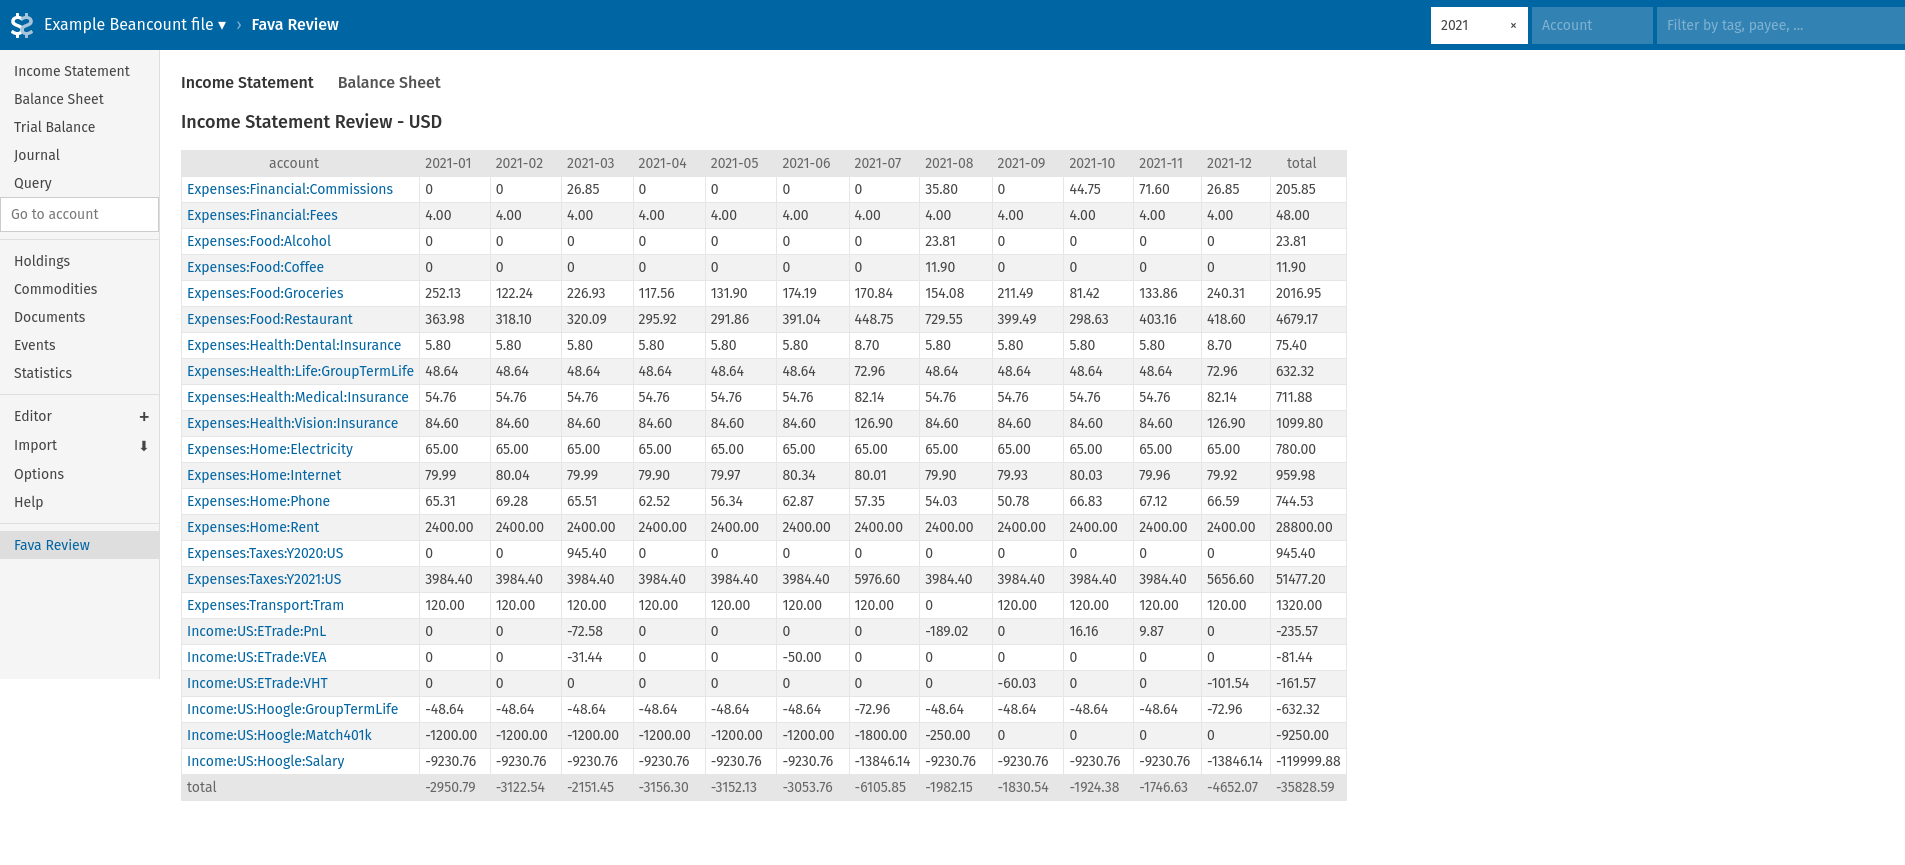 Example Beancount file ▾ › Fava Review
2021 ×
Account
Filter by tag, payee, ...
Income Statement
Balance Sheet
Trial Balance
Journal
Query
Go to account
Holdings
Commodities
Documents
Events
Statistics
Editor +
Import ⬇
Options
Help
Fava Review
Income Statement Balance Sheet
Income Statement Review - USD
account 2021-01 2021-02 2021-03 2021-04 2021-05 2021-06 2021-07 2021-08 2021-09 2021-10 2021-11 2021-12 total
Expenses:Financial:Commissions 0 0 26.85 0 0 0 0 35.80 0 44.75 71.60 26.85 205.85
Expenses:Financial:Fees 4.00 4.00 4.00 4.00 4.00 4.00 4.00 4.00 4.00 4.00 4.00 4.00 48.00
Expenses:Food:Alcohol 0 0 0 0 0 0 0 23.81 0 0 0 0 23.81
Expenses:Food:Coffee 0 0 0 0 0 0 0 11.90 0 0 0 0 11.90
Expenses:Food:Groceries 252.13 122.24 226.93 117.56 131.90 174.19 170.84 154.08 211.49 81.42 133.86 240.31 2016.95
Expenses:Food:Restaurant 363.98 318.10 320.09 295.92 291.86 391.04 448.75 729.55 399.49 298.63 403.16 418.60 4679.17
Expenses:Health:Dental:Insurance 5.80 5.80 5.80 5.80 5.80 5.80 8.70 5.80 5.80 5.80 5.80 8.70 75.40
Expenses:Health:Life:GroupTermLife 48.64 48.64 48.64 48.64 48.64 48.64 72.96 48.64 48.64 48.64 48.64 72.96 632.32
Expenses:Health:Medical:Insurance 54.76 54.76 54.76 54.76 54.76 54.76 82.14 54.76 54.76 54.76 54.76 82.14 711.88
Expenses:Health:Vision:Insurance 84.60 84.60 84.60 84.60 84.60 84.60 126.90 84.60 84.60 84.60 84.60 126.90 1099.80
Expenses:Home:Electricity 65.00 65.00 65.00 65.00 65.00 65.00 65.00 65.00 65.00 65.00 65.00 65.00 780.00
Expenses:Home:Internet 79.99 80.04 79.99 79.90 79.97 80.34 80.01 79.90 79.93 80.03 79.96 79.92 959.98
Expenses:Home:Phone 65.31 69.28 65.51 62.52 56.34 62.87 57.35 54.03 50.78 66.83 67.12 66.59 744.53
Expenses:Home:Rent 2400.00 2400.00 2400.00 2400.00 2400.00 2400.00 2400.00 2400.00 2400.00 2400.00 2400.00 2400.00 28800.00
Expenses:Taxes:Y2020:US 0 0 945.40 0 0 0 0 0 0 0 0 0 945.40
Expenses:Taxes:Y2021:US 3984.40 3984.40 3984.40 3984.40 3984.40 3984.40 5976.60 3984.40 3984.40 3984.40 3984.40 5656.60 51477.20
Expenses:Transport:Tram 120.00 120.00 120.00 120.00 120.00 120.00 120.00 0 120.00 120.00 120.00 120.00 1320.00
Income:US:ETrade:PnL 0 0 -72.58 0 0 0 0 -189.02 0 16.16 9.87 0 -235.57
Income:US:ETrade:VEA 0 0 -31.44 0 0 -50.00 0 0 0 0 0 0 -81.44
Income:US:ETrade:VHT 0 0 0 0 0 0 0 0 -60.03 0 0 -101.54 -161.57
Income:US:Hoogle:GroupTermLife -48.64 -48.64 -48.64 -48.64 -48.64 -48.64 -72.96 -48.64 -48.64 -48.64 -48.64 -72.96 -632.32
Income:US:Hoogle:Match401k -1200.00 -1200.00 -1200.00 -1200.00 -1200.00 -1200.00 -1800.00 -250.00 0 0 0 0 -9250.00
Income:US:Hoogle:Salary -9230.76 -9230.76 -9230.76 -9230.76 -9230.76 -9230.76 -13846.14 -9230.76 -9230.76 -9230.76 -9230.76 -13846.14 -119999.88
total -2950.79 -3122.54 -2151.45 -3156.30 -3152.13 -3053.76 -6105.85 -1982.15 -1830.54 -1924.38 -1746.63 -4652.07 -35828.59